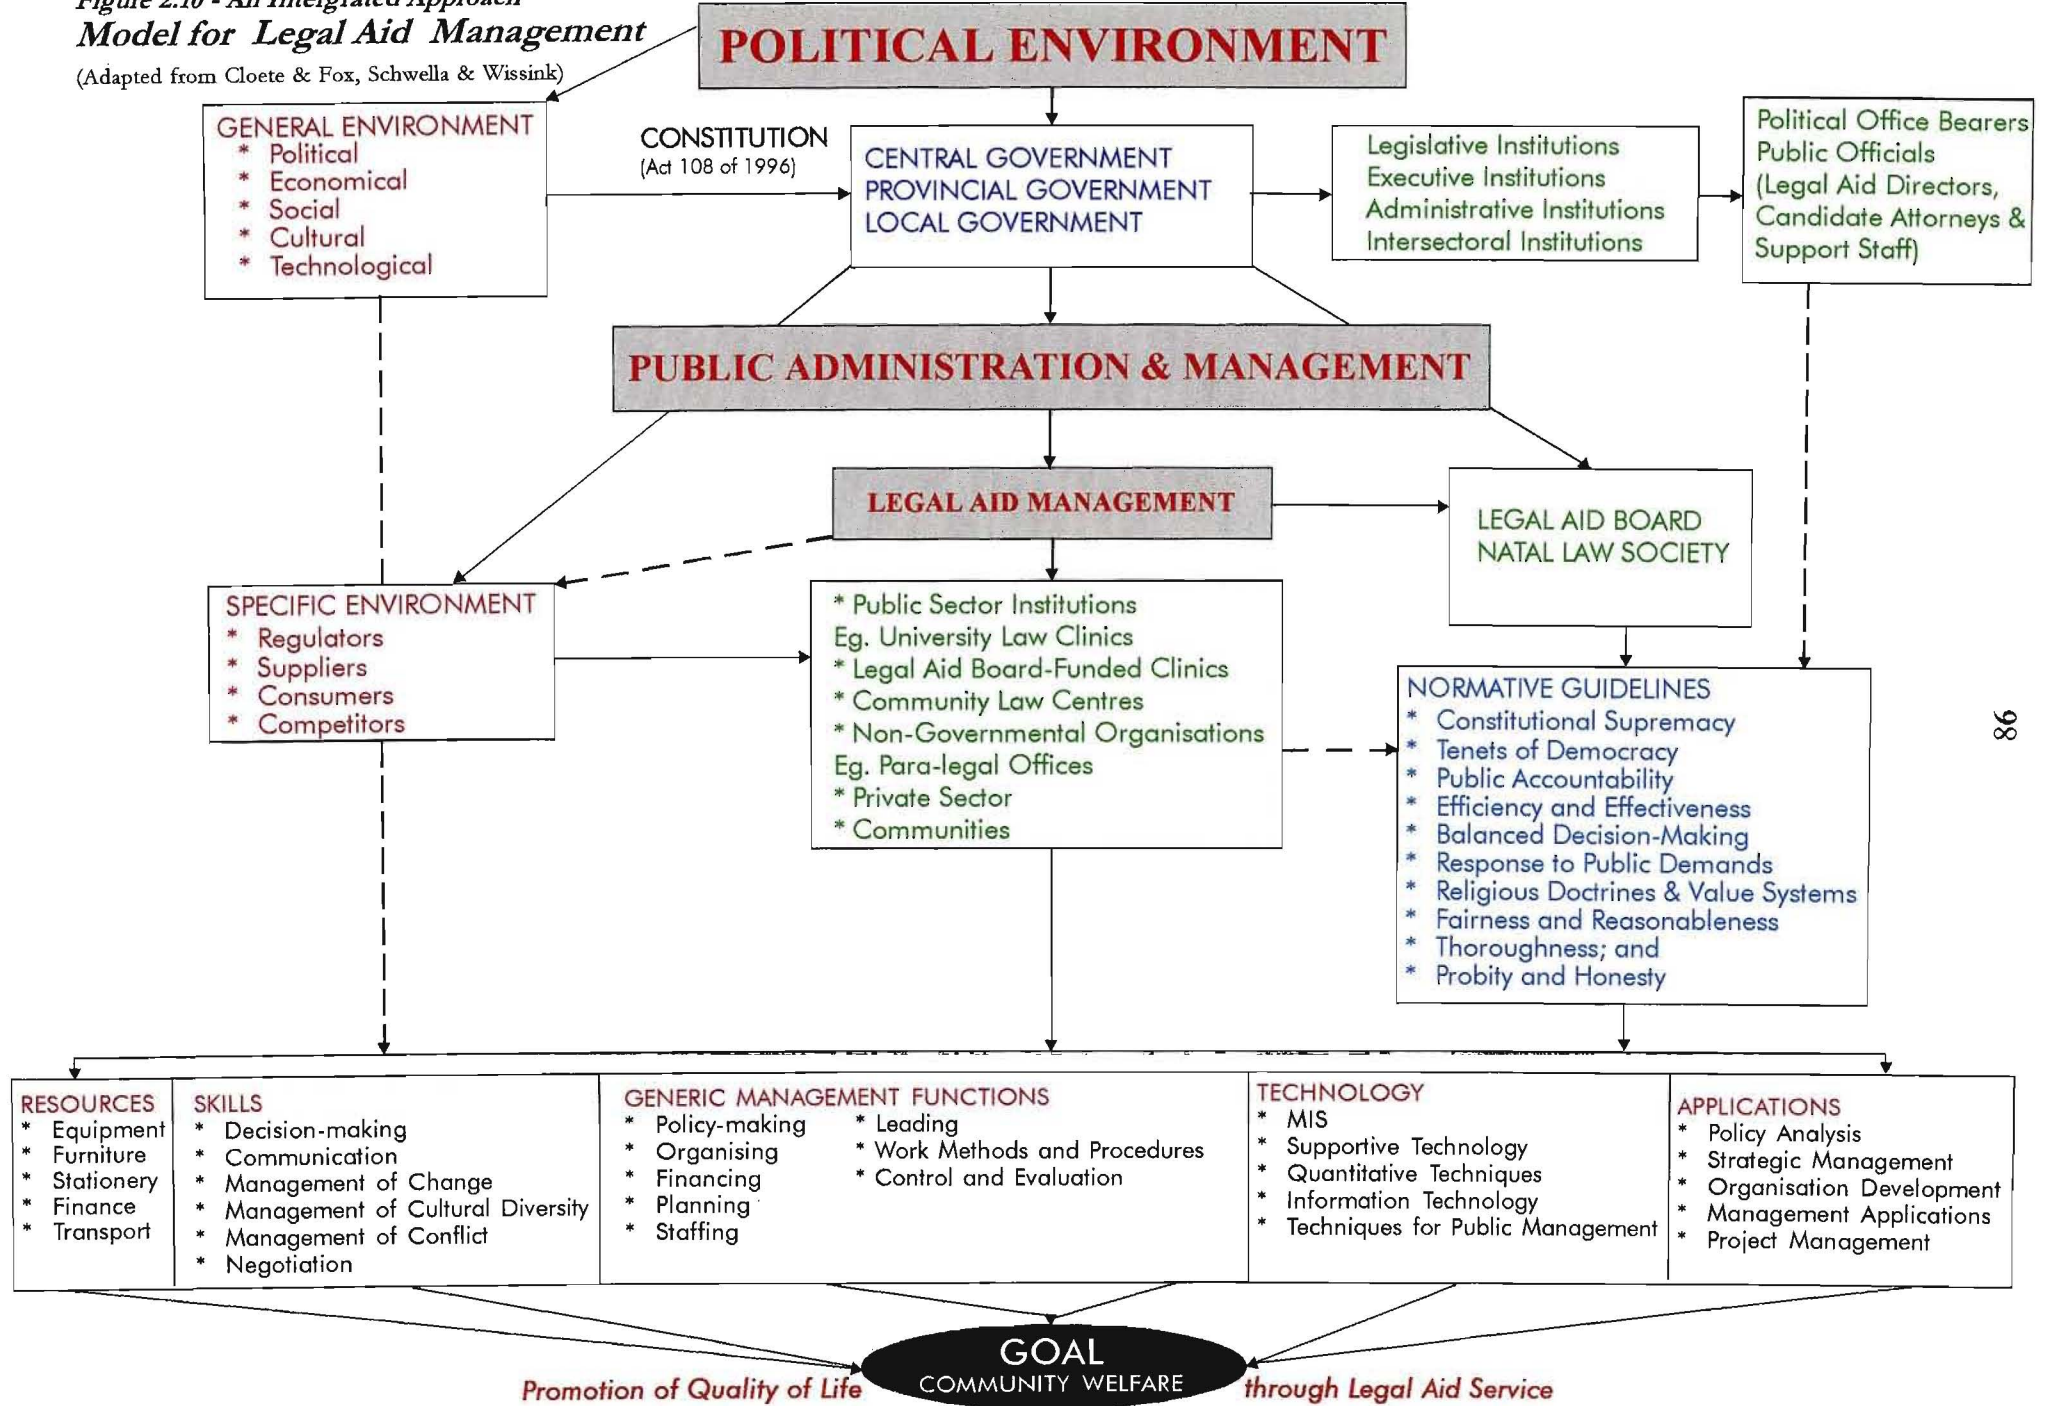 Figure 2.10 - An Intergrated Approach
Model for Legal Aid Management
(Adapted from Cloete & Fox, Schwella & Wissink)
POLITICAL ENVIRONMENT
GENERAL ENVIRONMENT
* Political
* Economical
* Social
* Cultural
* Technological
CONSTITUTION
(Act 108 of 1996)
CENTRAL GOVERNMENT
PROVINCIAL GOVERNMENT
LOCAL GOVERNMENT
Legislative Institutions
Executive Institutions
Administrative Institutions
Intersectoral Institutions
Political Office Bearers
Public Officials
(Legal Aid Directors,
Candidate Attorneys &
Support Staff)
PUBLIC ADMINISTRATION & MANAGEMENT
LEGAL AID MANAGEMENT
LEGAL AID BOARD
NATAL LAW SOCIETY
SPECIFIC ENVIRONMENT
* Regulators
* Suppliers
* Consumers
* Competitors
* Public Sector Institutions
Eg. University Law Clinics
* Legal Aid Board-Funded Clinics
* Community Law Centres
* Non-Governmental Organisations
Eg. Para-legal Offices
* Private Sector
* Communities
NORMATIVE GUIDELINES
* Constitutional Supremacy
* Tenets of Democracy
* Public Accountability
* Efficiency and Effectiveness
* Balanced Decision-Making
* Response to Public Demands
* Religious Doctrines & Value Systems
* Fairness and Reasonableness
* Thoroughness; and
* Probity and Honesty
98
RESOURCES
* Equipment
* Furniture
* Stationery
* Finance
* Transport
SKILLS
* Decision-making
* Communication
* Management of Change
* Management of Cultural Diversity
* Management of Conflict
* Negotiation
GENERIC MANAGEMENT FUNCTIONS
* Policy-making
* Organising
* Financing
* Planning
* Staffing
* Leading
* Work Methods and Procedures
* Control and Evaluation
TECHNOLOGY
* MIS
* Supportive Technology
* Quantitative Techniques
* Information Technology
* Techniques for Public Management
APPLICATIONS
* Policy Analysis
* Strategic Management
* Organisation Development
* Management Applications
* Project Management
GOAL
COMMUNITY WELFARE
Promotion of Quality of Life
through Legal Aid Service